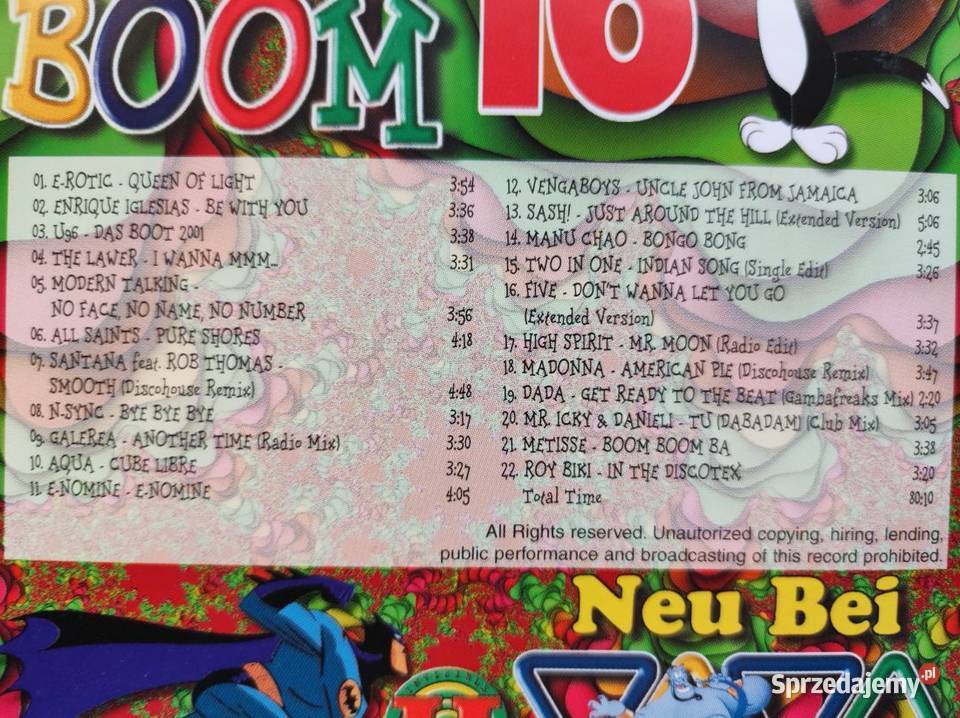 BOOM 16
01. E-ROTIC - QUEEN OF LIGHT 3:54
02. ENRIQUE IGLESIAS - BE WITH YOU 3:36
03. U96 - DAS BOOT 2001 3:38
04. THE LAWER - I WANNA MMM... 3:31
05. MODERN TALKING -
NO FACE, NO NAME, NO NUMBER 3:56
06. ALL SAINTS - PURE SHORES 4:18
07. SANTANA feat. ROB THOMAS -
SMOOTH (Discohouse Remix) 4:48
08. N-SYNC - BYE BYE BYE 3:17
09. GALEREA - ANOTHER TIME (Radio Mix) 3:30
10. AQUA - CUBE LIBRE 3:27
11. E-NOMINE - E-NOMINE 4:05
12. VENGABOYS - UNCLE JOHN FROM JAMAICA 3:06
13. SASH! - JUST AROUND THE HILL (Extended Version) 5:06
14. MANU CHAO - BONGO BONG 2:45
15. TWO IN ONE - INDIAN SONG (Single Edit) 3:26
16. FIVE - DON'T WANNA LET YOU GO
(Extended Version) 3:37
17. HIGH SPIRIT - MR. MOON (Radio Edit) 3:32
18. MADONNA - AMERICAN PIE (Discohouse Remix) 3:47
19. DADA - GET READY TO THE BEAT (Gambafreaks Mix) 2:20
20. MR. ICKY & DANIELI - TU (DABADAM) (Club Mix) 3:05
21. METISSE - BOOM BOOM BA 3:38
22. ROY BIKI - IN THE DISCOTEX 3:20
Total Time 80:10
All Rights reserved. Unautorized copying, hiring, lending,
public performance and broadcasting of this record prohibited.
Neu Bei
Sprzedajemy.pl